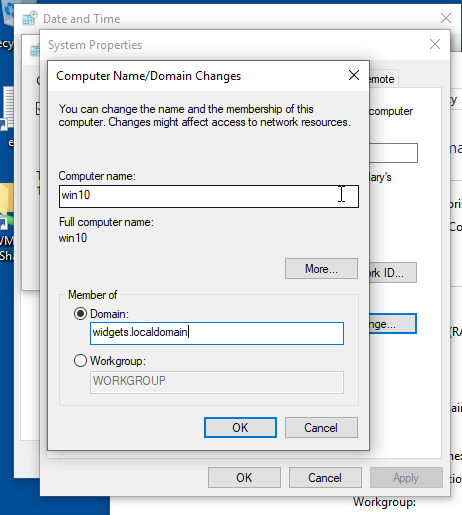 Date and Time
System Properties
Computer Name/Domain Changes
emote
You can change the name and the membership of this
computer. Changes might affect access to network resources.
computer
ary's
Computer name:
win10
Full computer name:
win10
More...
rk ID...
Member of
Domain:
widgets.localdomain
nge...
Workgroup:
WORKGROUP
OK
Cancel
OK
Cancel
Apply
Workgroup: